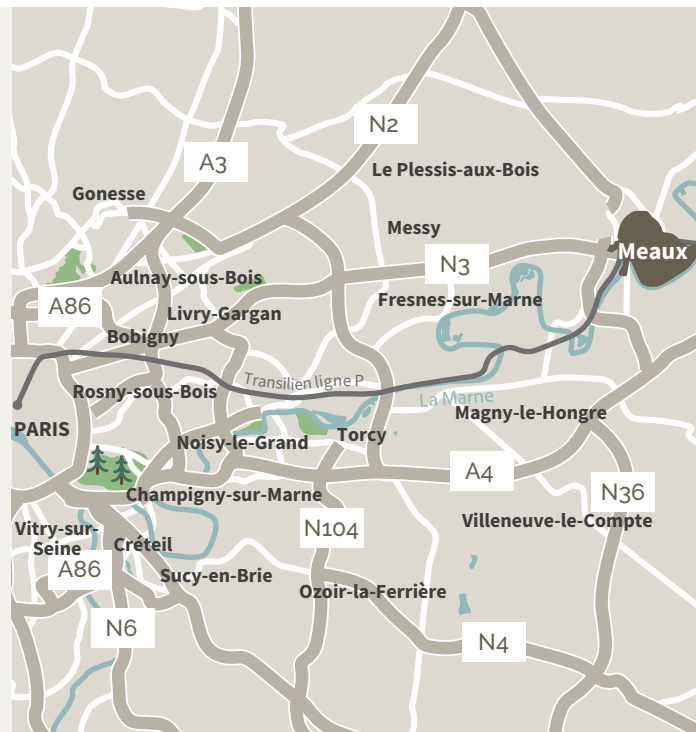 N2
A3
Le Plessis-aux-Bois
Gonesse
Messy
Meaux
N3
Aulnay-sous-Bois
Fresnes-sur-Marne
A86
Livry-Gargan
Bobigny
Transilien ligne P
Rosny-sous-Bois
La Marne
Magny-le-Hongre
PARIS
Noisy-le-Grand
Torcy
A4
Champigny-sur-Marne
N36
Villeneuve-le-Compte
N104
Vitry-sur-
Seine
Créteil
A86
Sucy-en-Brie
Ozoir-la-Ferrière
N6
N4